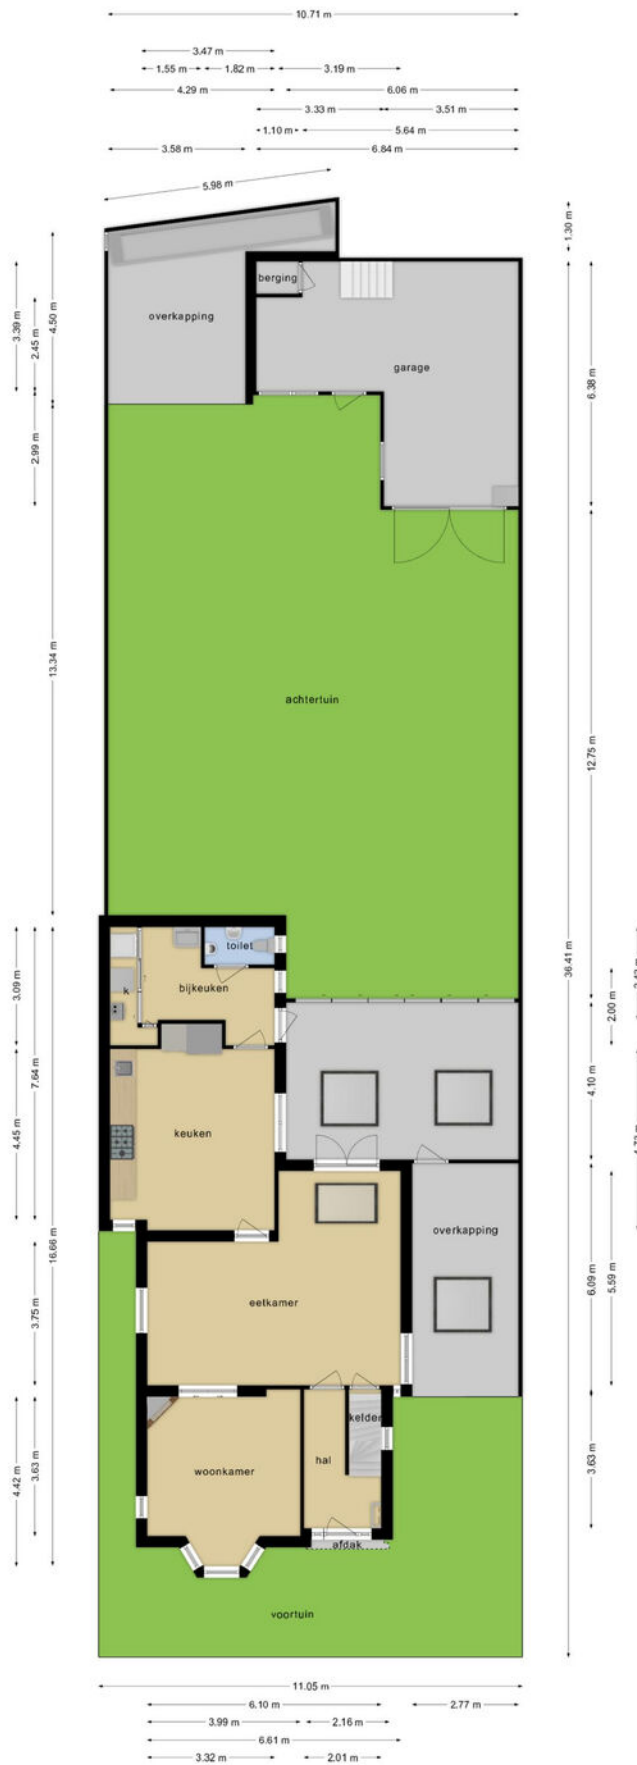 10.71 m
3.47 m
1.55 m
1.82 m
3.19 m
4.29 m
6.06 m
3.33 m
3.51 m
1.10 m
5.64 m
3.58 m
6.84 m
5.98 m
1.30 m
berging
overkapping
garage
3.39 m
2.45 m
4.50 m
6.38 m
2.99 m
13.34 m
achtertuin
12.75 m
36.41 m
toilet
k
bijkeuken
3.09 m
7.64 m
2.00 m
4.10 m
keuken
4.45 m
16.66 m
overkapping
eetkamer
3.75 m
6.09 m
5.59 m
kelder
hal
woonkamer
4.42 m
3.63 m
3.63 m
afdak
voortuin
11.05 m
6.10 m
2.77 m
3.99 m
2.16 m
6.61 m
3.32 m
2.01 m